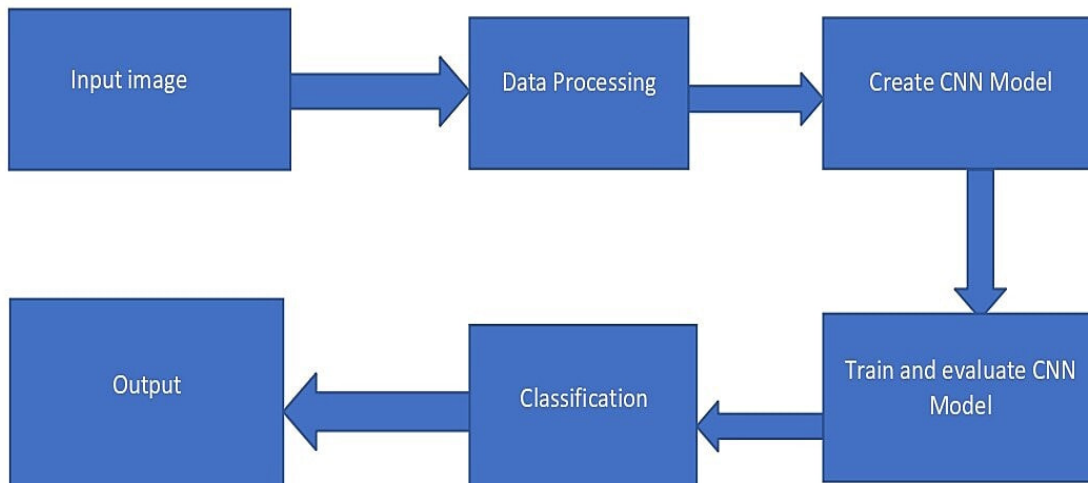 Input image
Data Processing
Create CNN Model
Train and evaluate CNN
Model
Classification
Output